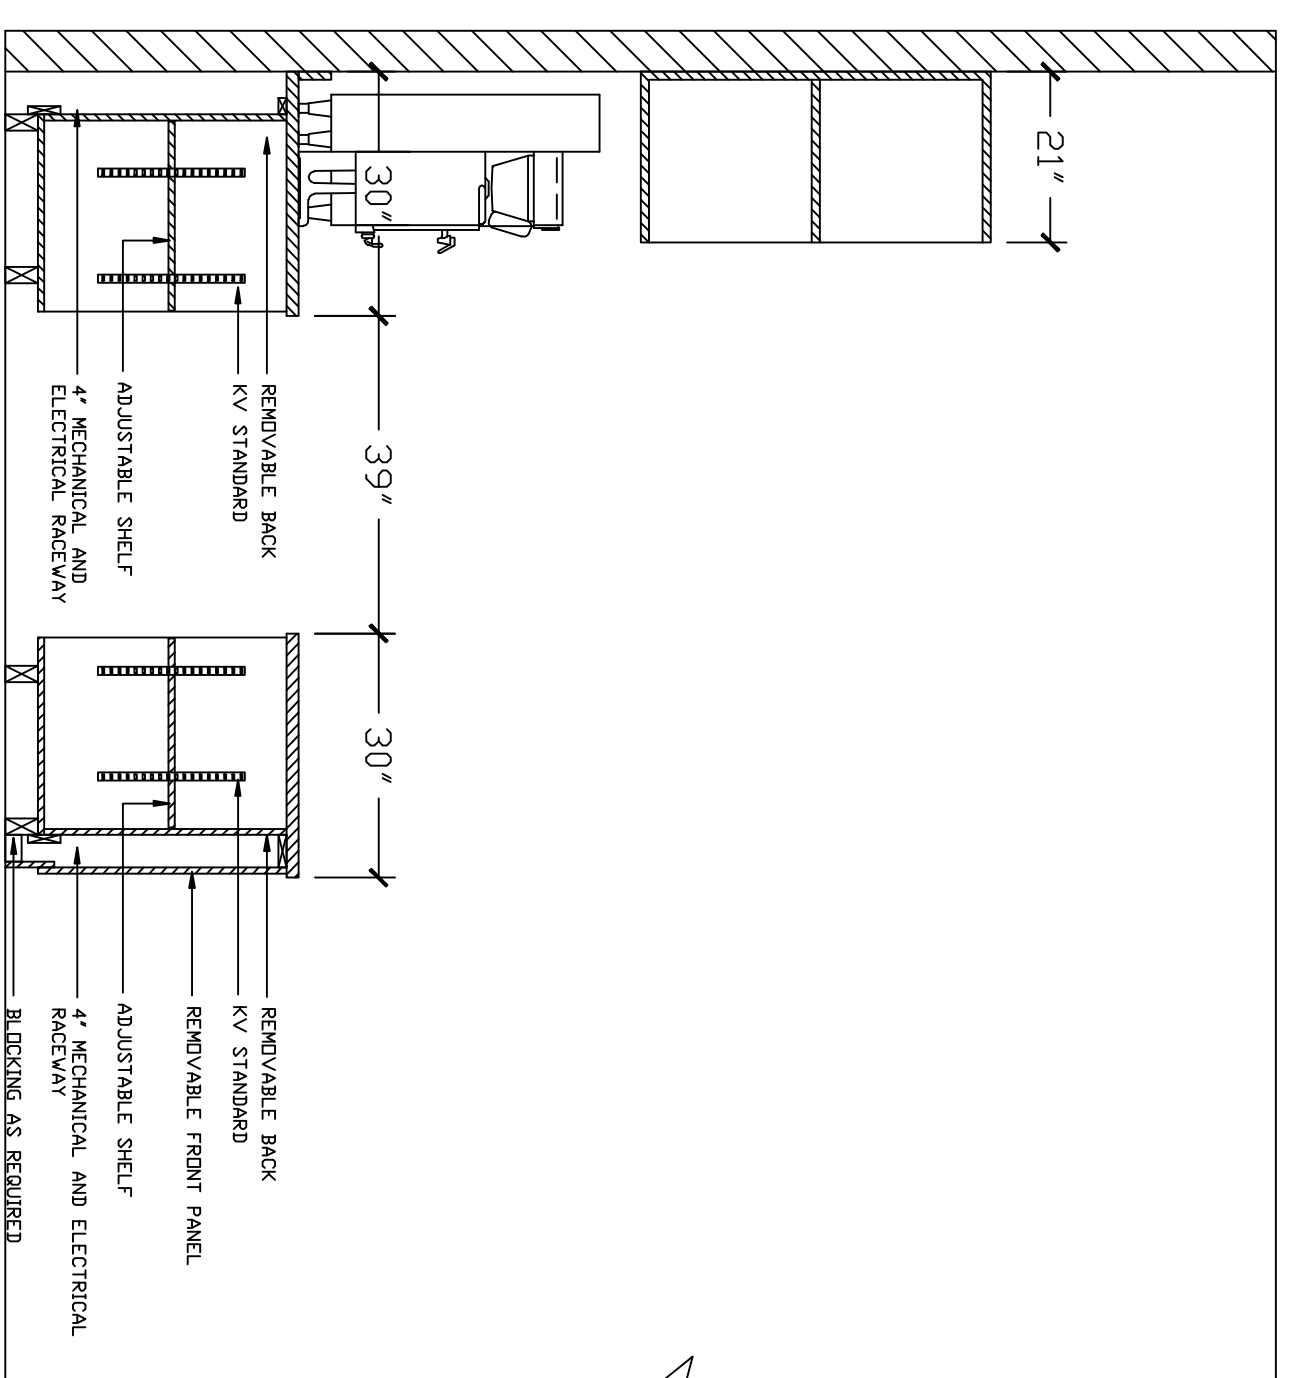 21"
30"
39"
30"
REMOVABLE BACK
KV STANDARD
ADJUSTABLE SHELF
4" MECHANICAL AND
ELECTRICAL RACEWAY
REMOVABLE BACK
KV STANDARD
REMOVABLE FRONT PANEL
ADJUSTABLE SHELF
4" MECHANICAL AND ELECTRICAL
RACEWAY
BLOCKING AS REQUIRED